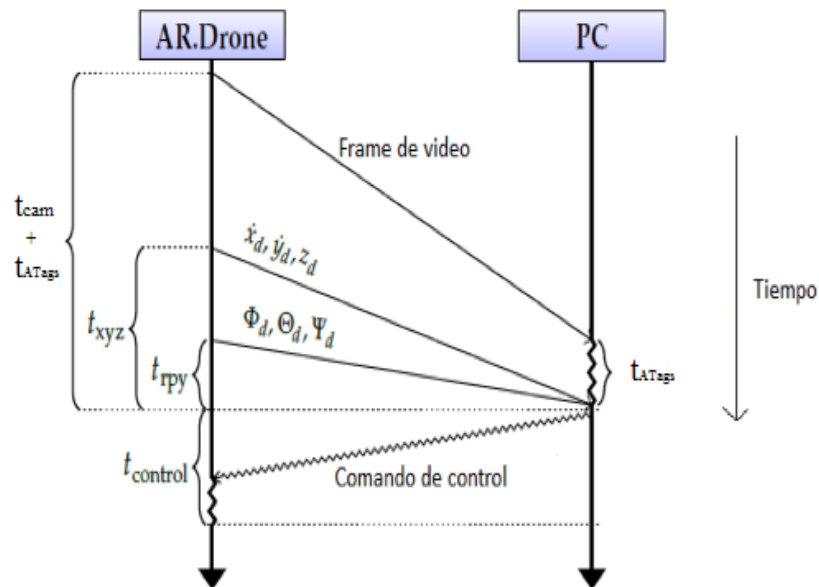 AR.Drone
PC
Frame de video
t_cam
+
t_ATags
ẋ_d, ẏ_d, z_d
Tiempo
t_xyz
Φ_d, Θ_d, Ψ_d
t_rpy
t_ATags
t_control
Comando de control